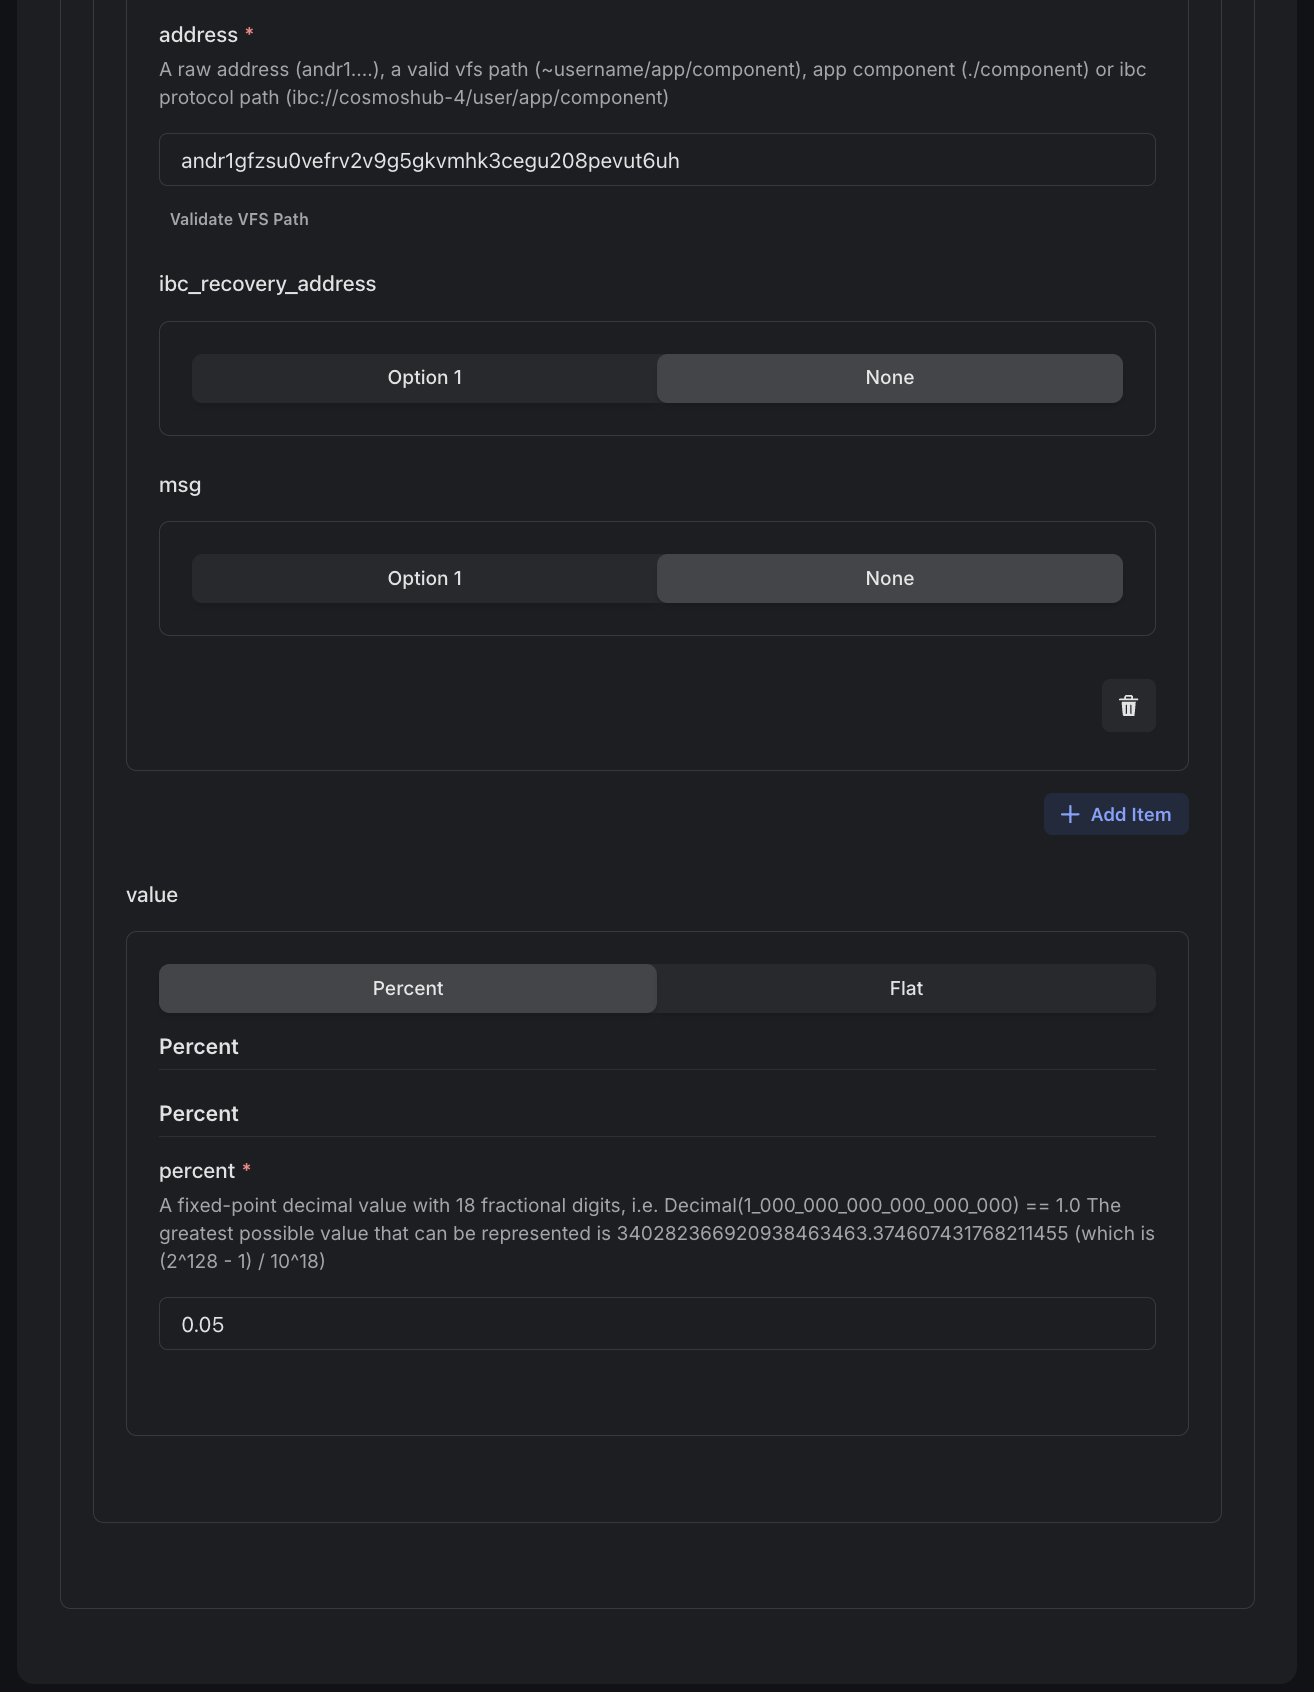 address *
A raw address (andr1....), a valid vfs path (~username/app/component), app component (./component) or ibc
protocol path (ibc://cosmoshub-4/user/app/component)
andr1gfzsu0vefrv2v9g5gkvmhk3cegu208pevut6uh
Validate VFS Path
ibc_recovery_address
Option 1 None
msg
Option 1 None
Add Item
value
Percent Flat
Percent
Percent
percent *
A fixed-point decimal value with 18 fractional digits, i.e. Decimal(1_000_000_000_000_000_000) == 1.0 The
greatest possible value that can be represented is 340282366920938463463.374607431768211455 (which is
(2^128 - 1) / 10^18)
0.05